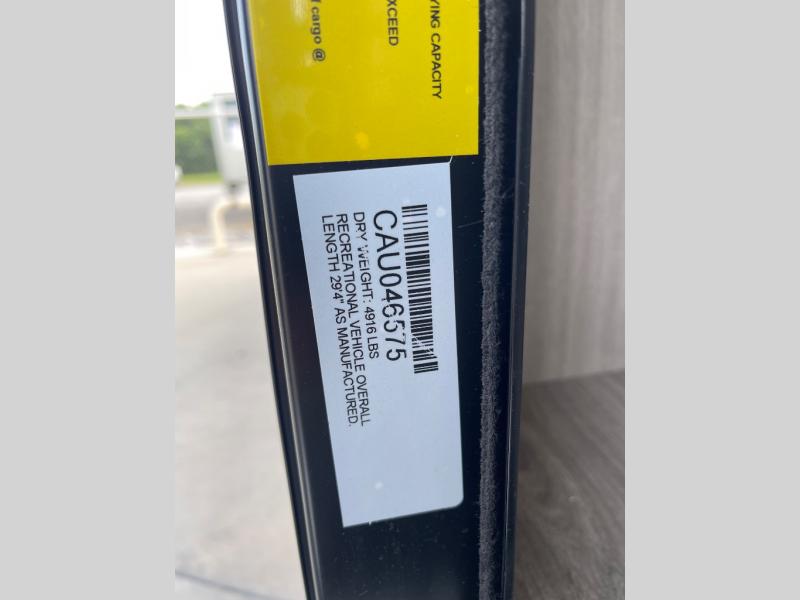 YING CAPACITY
XCEED
f cargo @
CAU046575
DRY WEIGHT: 4916 LBS
RECREATIONAL VEHICLE OVERALL
LENGTH 29'4" AS MANUFACTURED.